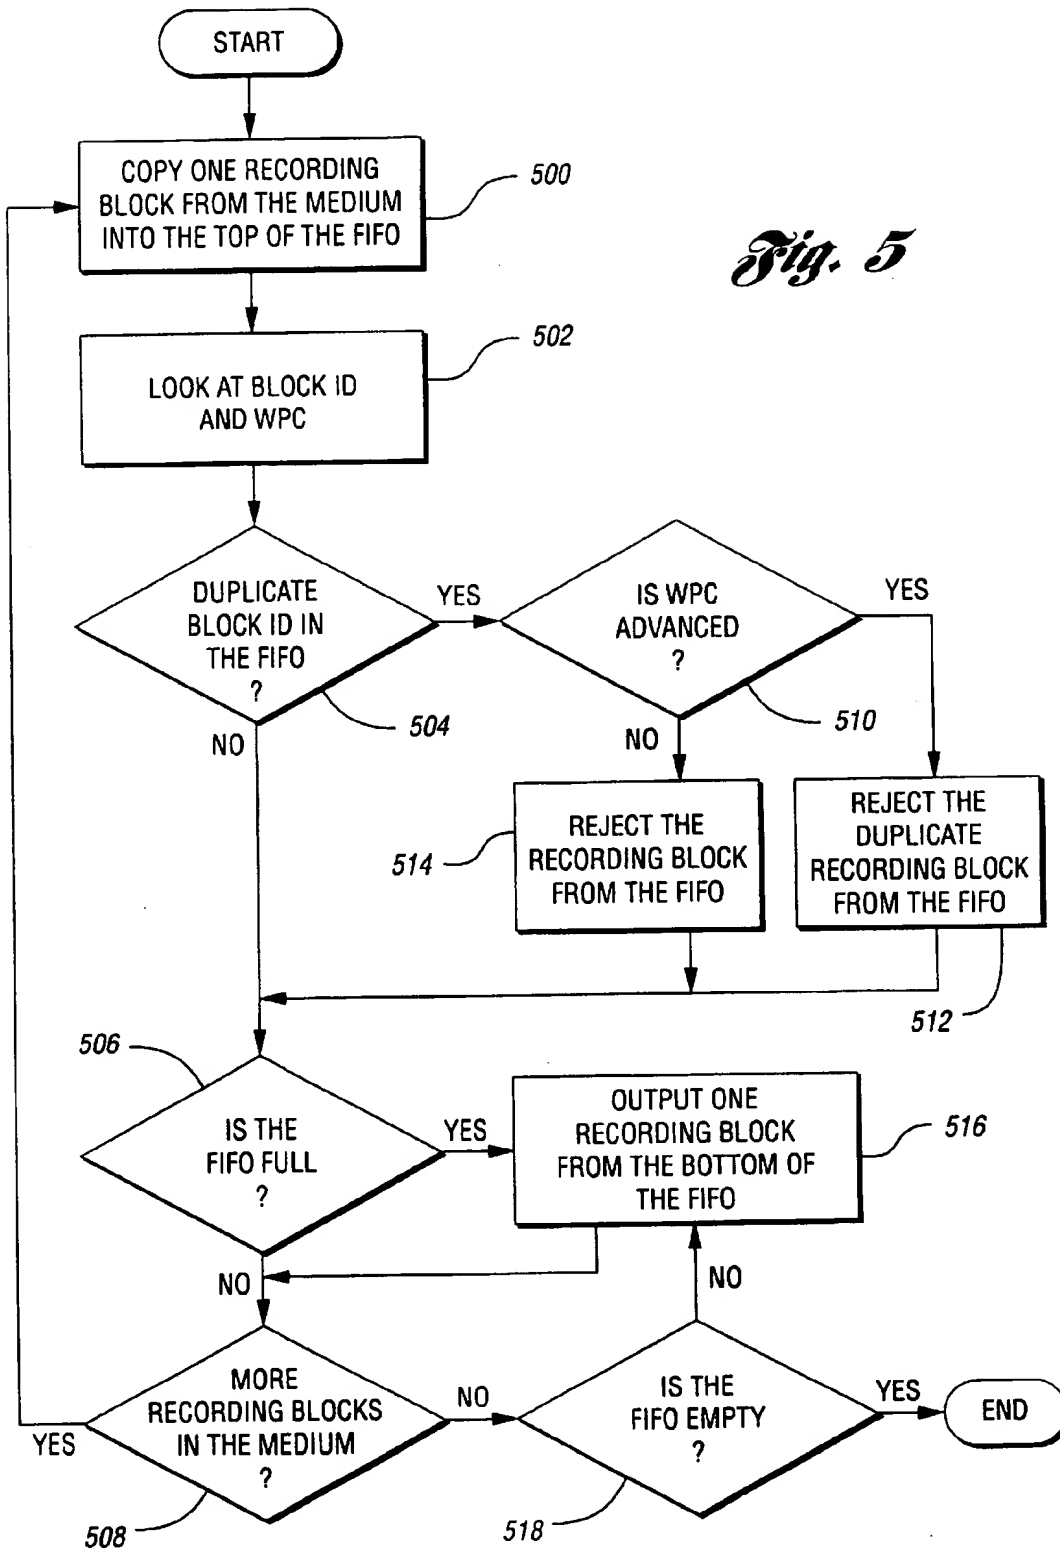 START
COPY ONE RECORDING
BLOCK FROM THE MEDIUM
INTO THE TOP OF THE FIFO
500
Fig. 5
LOOK AT BLOCK ID
AND WPC
502
DUPLICATE
BLOCK ID IN
THE FIFO
?
504
YES
NO
IS WPC
ADVANCED
?
510
YES
NO
REJECT THE
RECORDING BLOCK
FROM THE FIFO
514
REJECT THE
DUPLICATE
RECORDING BLOCK
FROM THE FIFO
512
506
IS THE
FIFO FULL
?
YES
NO
OUTPUT ONE
RECORDING BLOCK
FROM THE BOTTOM OF
THE FIFO
516
NO
MORE
RECORDING BLOCKS
IN THE MEDIUM
?
YES
508
NO
IS THE
FIFO EMPTY
?
518
YES
END